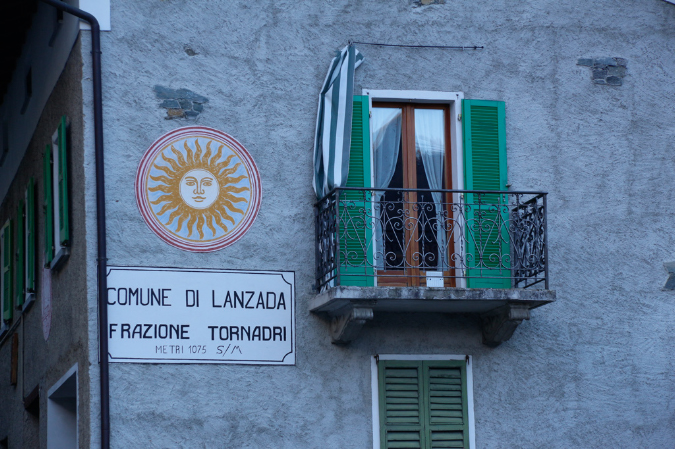 COMUNE DI LANZADA
FRAZIONE TORNADRI
METRI 1075 S/M